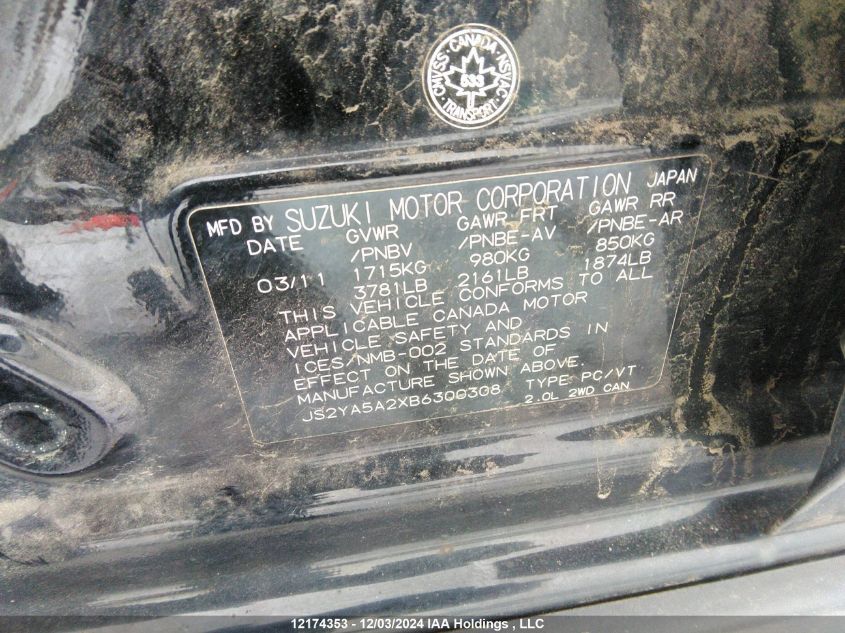 CMVSS · CANADA · NSVAC
533
TRANSPORT
MFD BY SUZUKI MOTOR CORPORATION JAPAN
DATE GVWR GAWR FRT GAWR RR
/PNBV /PNBE-AV /PNBE-AR
03/11 1715KG 980KG 850KG
3781LB 2161LB 1874LB
THIS VEHICLE CONFORMS TO ALL
APPLICABLE CANADA MOTOR
VEHICLE SAFETY AND
ICES/NMB-002 STANDARDS IN
EFFECT ON THE DATE OF
MANUFACTURE SHOWN ABOVE.
JS2YA5A2XB6300308 TYPE: PC/VT
2.0L 2WD CAN
12174353 - 12/03/2024 IAA Holdings , LLC